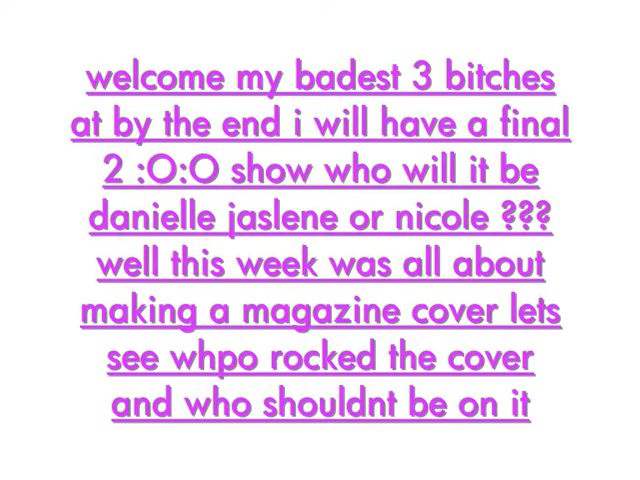 welcome my badest 3 bitches
at by the end i will have a final
2 :O:O show who will it be
danielle jaslene or nicole ???
well this week was all about
making a magazine cover lets
see whpo rocked the cover
and who shouldnt be on it